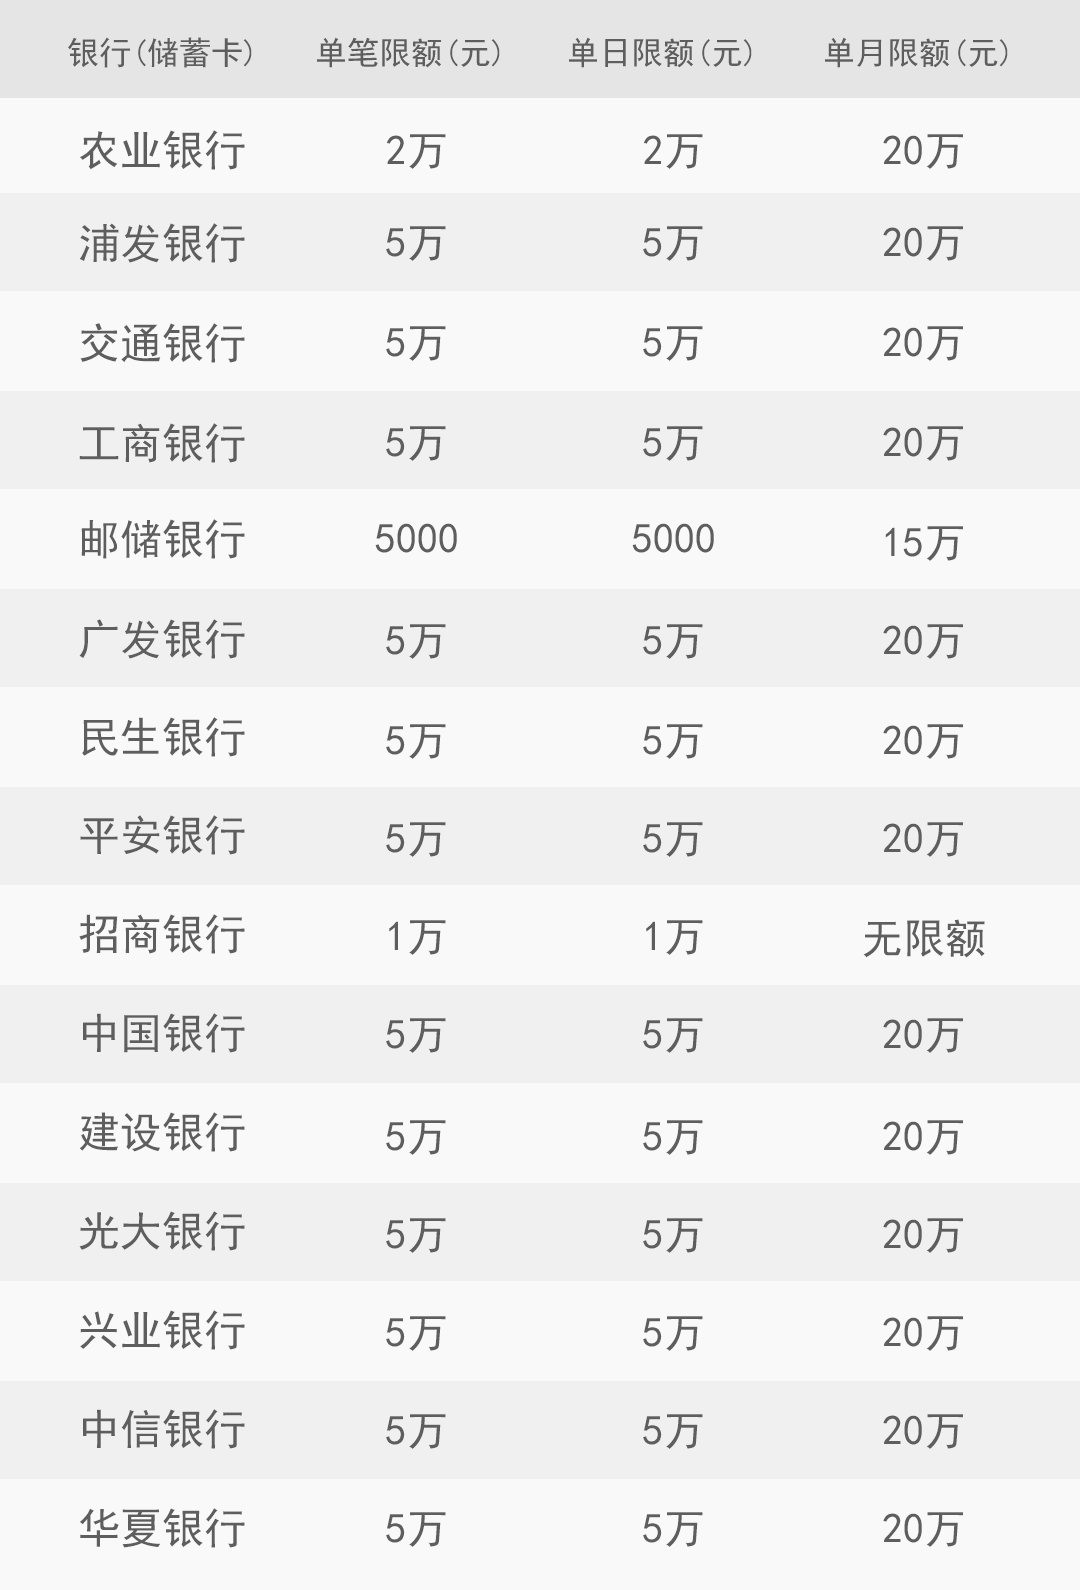 银行(储蓄卡) 单笔限额(元) 单日限额(元) 单月限额(元)
农业银行 2万 2万 20万
浦发银行 5万 5万 20万
交通银行 5万 5万 20万
工商银行 5万 5万 20万
邮储银行 5000 5000 15万
广发银行 5万 5万 20万
民生银行 5万 5万 20万
平安银行 5万 5万 20万
招商银行 1万 1万 无限额
中国银行 5万 5万 20万
建设银行 5万 5万 20万
光大银行 5万 5万 20万
兴业银行 5万 5万 20万
中信银行 5万 5万 20万
华夏银行 5万 5万 20万